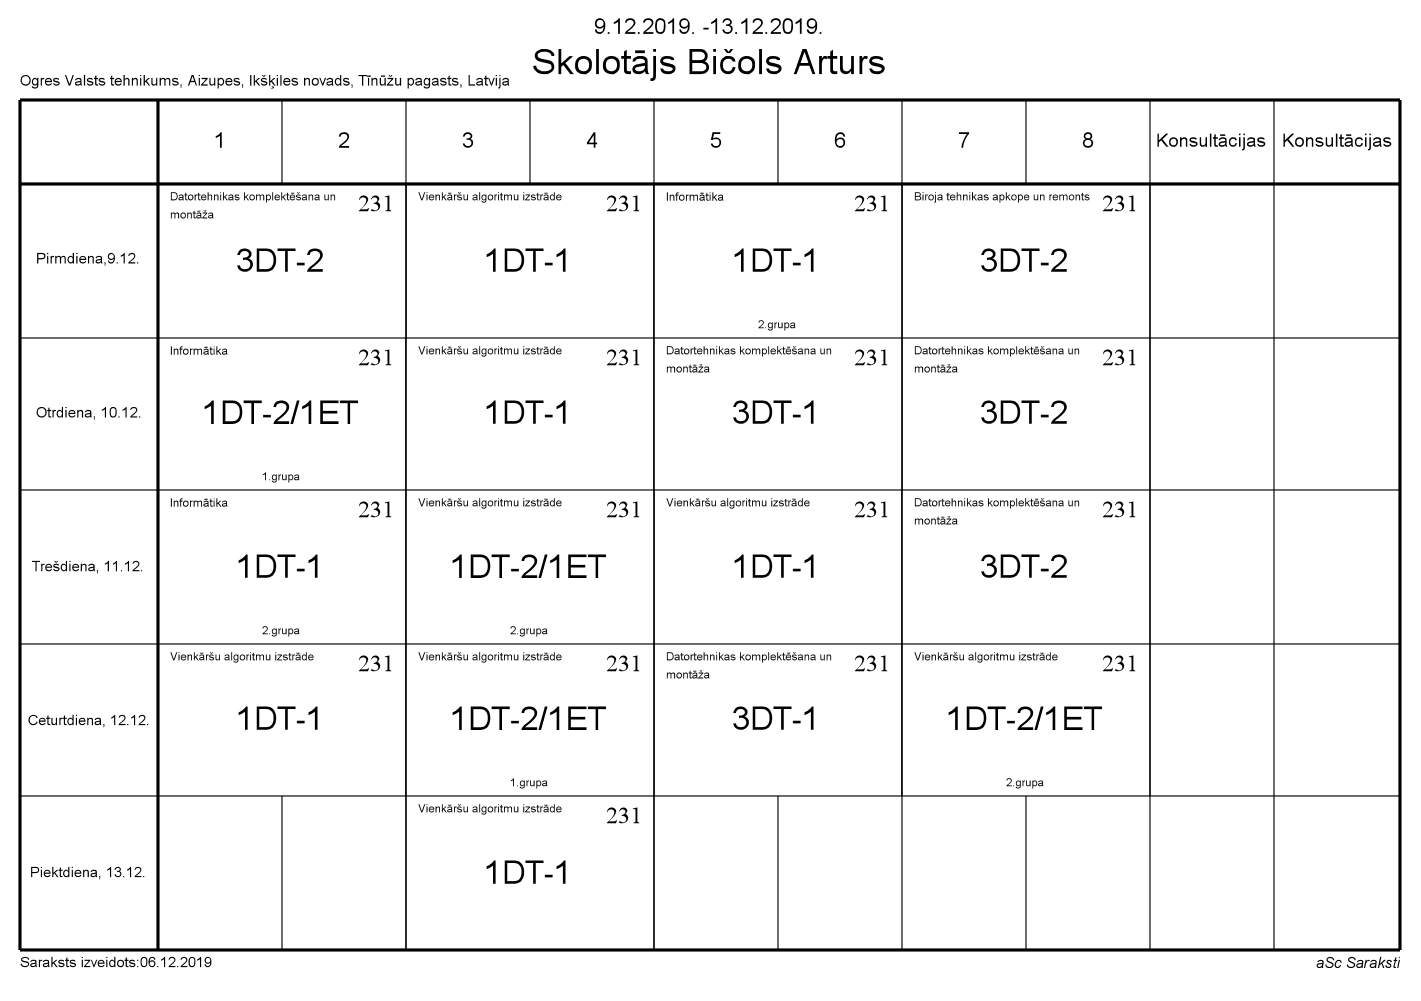 9.12.2019. -13.12.2019.
Skolotājs Bičols Arturs
Ogres Valsts tehnikums, Aizupes, Ikšķiles novads, Tīnūžu pagasts, Latvija
1 2 3 4 5 6 7 8 Konsultācijas Konsultācijas
Pirmdiena,9.12.
Datortehnikas komplektēšana un
montāža
231
3DT-2
Vienkāršu algoritmu izstrāde
231
1DT-1
Informātika
231
1DT-1
2.grupa
Biroja tehnikas apkope un remonts
231
3DT-2
Otrdiena, 10.12.
Informātika
231
1DT-2/1ET
1.grupa
Vienkāršu algoritmu izstrāde
231
1DT-1
Datortehnikas komplektēšana un
montāža
231
3DT-1
Datortehnikas komplektēšana un
montāža
231
3DT-2
Trešdiena, 11.12.
Informātika
231
1DT-1
2.grupa
Vienkāršu algoritmu izstrāde
231
1DT-2/1ET
2.grupa
Vienkāršu algoritmu izstrāde
231
1DT-1
Datortehnikas komplektēšana un
montāža
231
3DT-2
Ceturtdiena, 12.12.
Vienkāršu algoritmu izstrāde
231
1DT-1
Vienkāršu algoritmu izstrāde
231
1DT-2/1ET
1.grupa
Datortehnikas komplektēšana un
montāža
231
3DT-1
Vienkāršu algoritmu izstrāde
231
1DT-2/1ET
2.grupa
Piektdiena, 13.12.
Vienkāršu algoritmu izstrāde
231
1DT-1
Saraksts izveidots:06.12.2019
aSc Saraksti